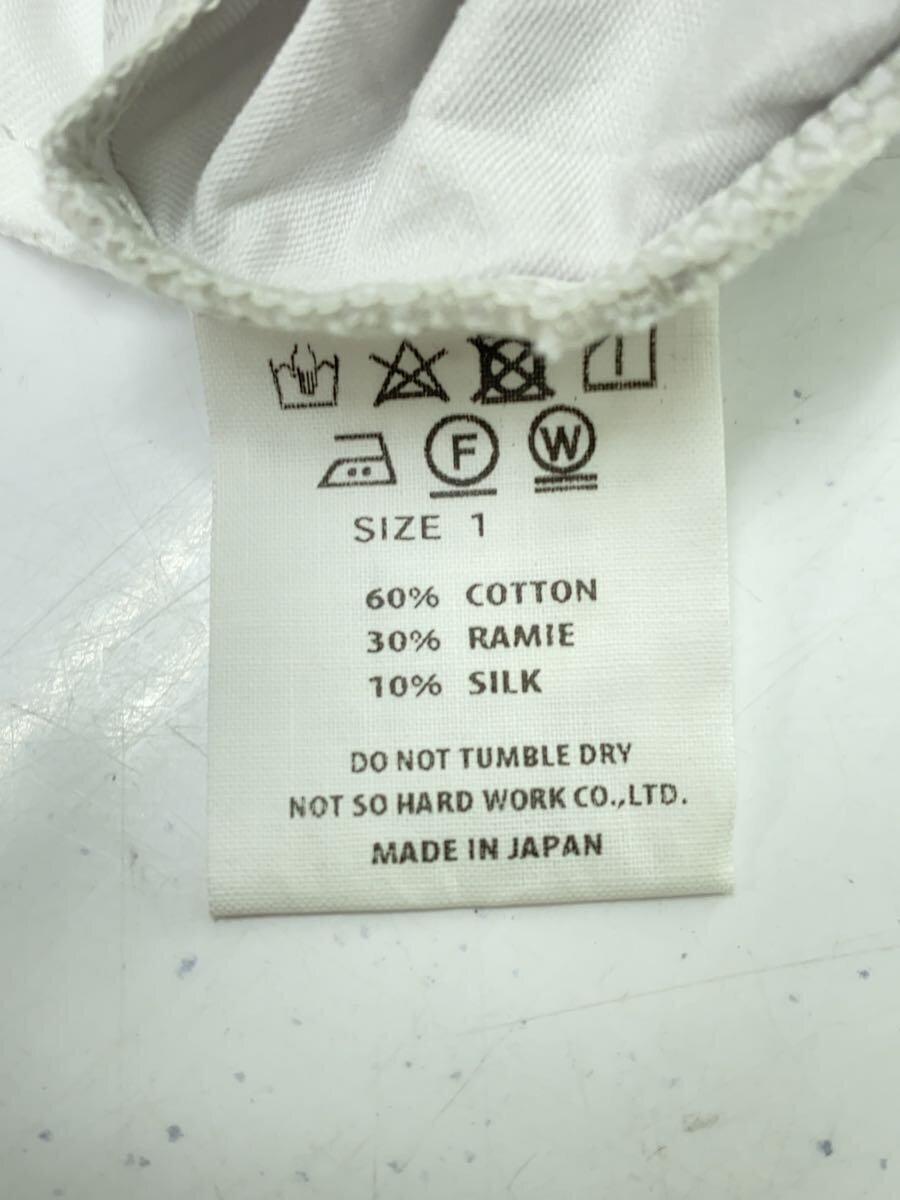 F W
SIZE 1
60% COTTON
30% RAMIE
10% SILK
DO NOT TUMBLE DRY
NOT SO HARD WORK CO.,LTD.
MADE IN JAPAN